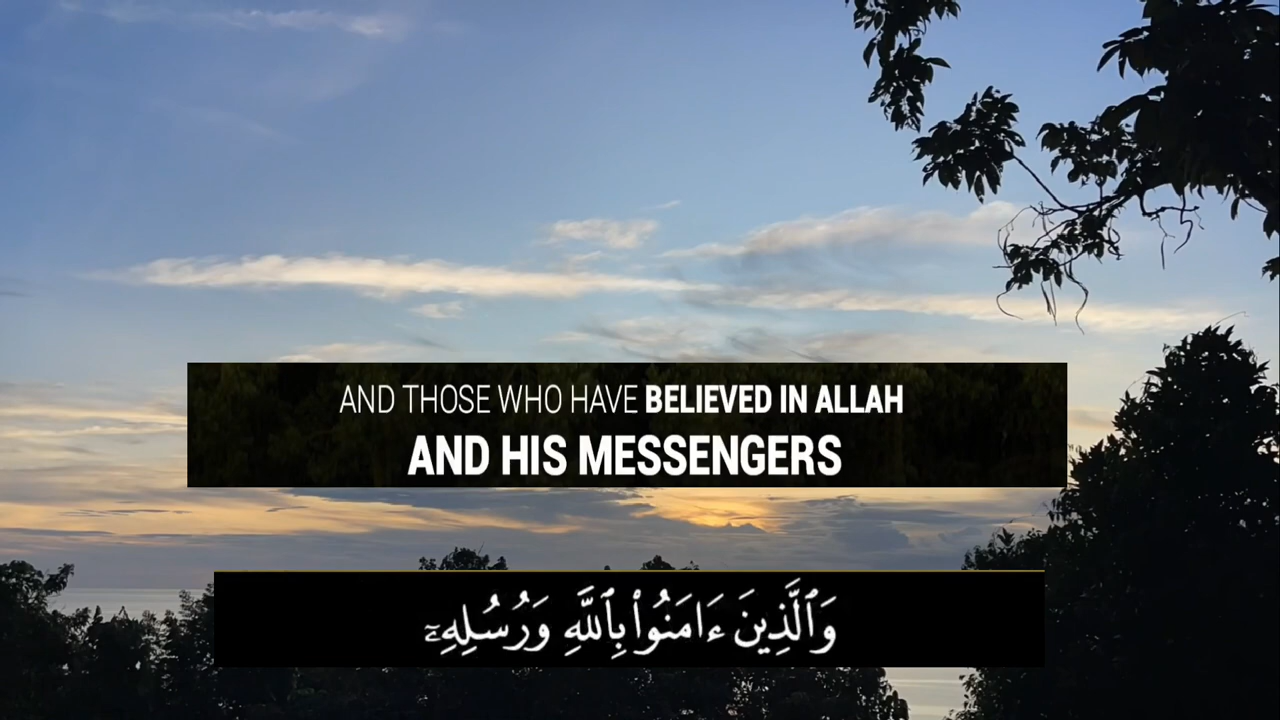 AND THOSE WHO HAVE BELIEVED IN ALLAH
AND HIS MESSENGERS
وَٱلَّذِينَ ءَامَنُوا۟ بِٱللَّهِ وَرُسُلِهِۦٓ